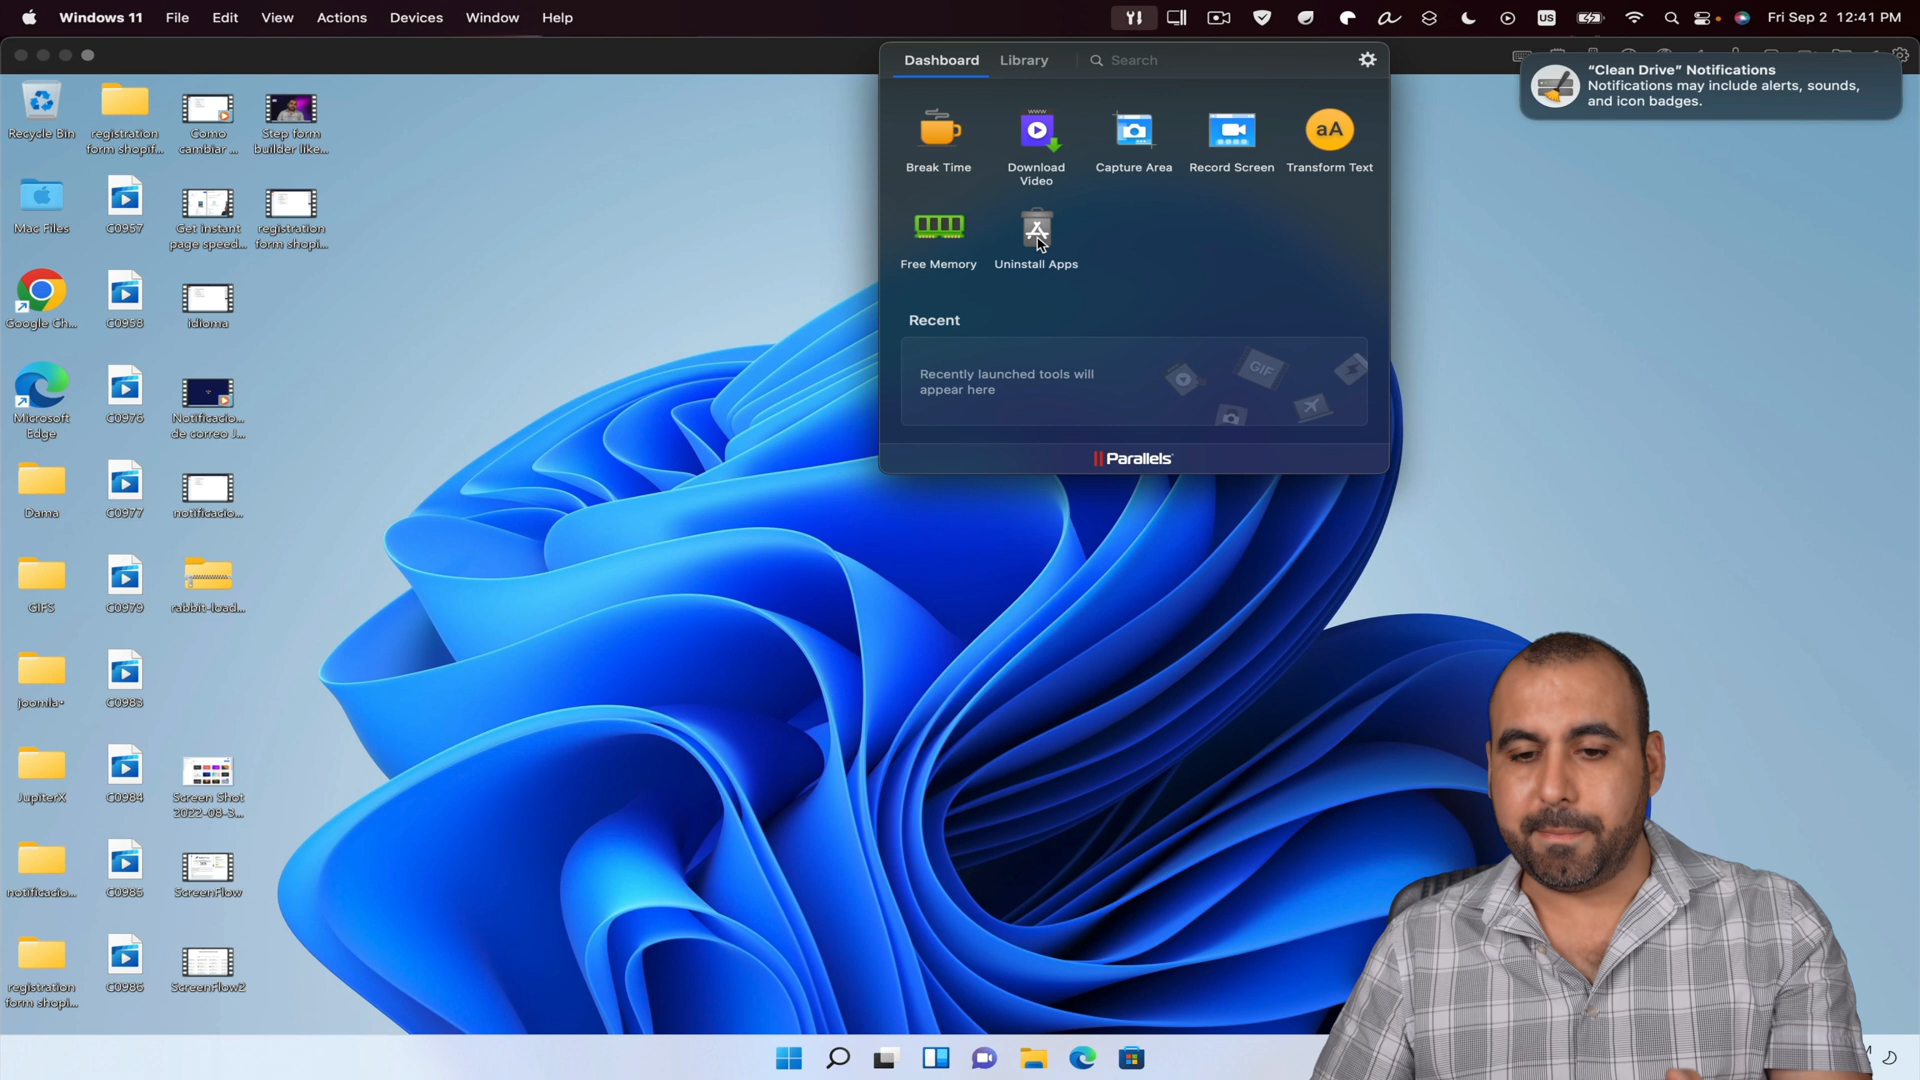 Windows 11 File Edit View Actions Devices Window Help
US
Fri Sep 2 12:41 PM
Dashboard Library Search
"Clean Drive" Notifications
Notifications may include alerts, sounds,
and icon badges.
Break Time
Download
Video
Capture Area
Record Screen
aA
Transform Text
Free Memory
Uninstall Apps
Recent
Recently launched tools will
appear here
GIF
Parallels
Recycle Bin
registration
form shopif...
Como
cambiar ...
Step form
builder like...
Mac Files
C0957
Get instant
page speed...
registration
form shopi...
Google Ch...
C0958
idioma
Microsoft
Edge
C0976
Notificacio...
de correo J...
Dama
C0977
notificacio...
GIFS
C0979
rabbit-load...
joomla-
C0983
JupiterX
C0984
Screen Shot
2022-08-3...
notificacio...
C0985
ScreenFlow
registration
form shopi...
C0986
ScreenFlow2